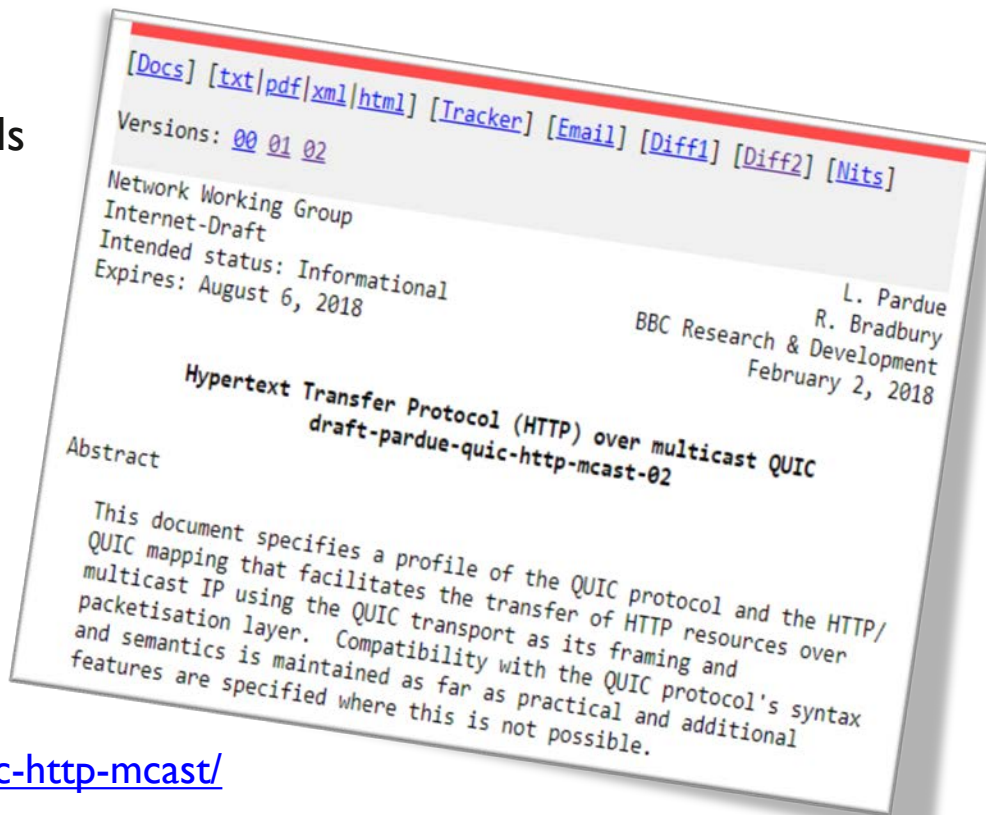 ls
[Docs] [txt|pdf|xml|html] [Tracker] [Email] [Diff1] [Diff2] [Nits]
Versions: 00 01 02
Network Working Group
Internet-Draft
Intended status: Informational
Expires: August 6, 2018
L. Pardue
R. Bradbury
BBC Research & Development
February 2, 2018
Hypertext Transfer Protocol (HTTP) over multicast QUIC
draft-pardue-quic-http-mcast-02
Abstract
This document specifies a profile of the QUIC protocol and the HTTP/
QUIC mapping that facilitates the transfer of HTTP resources over
multicast IP using the QUIC transport as its framing and
packetisation layer. Compatibility with the QUIC protocol's syntax
and semantics is maintained as far as practical and additional
features are specified where this is not possible.
c-http-mcast/